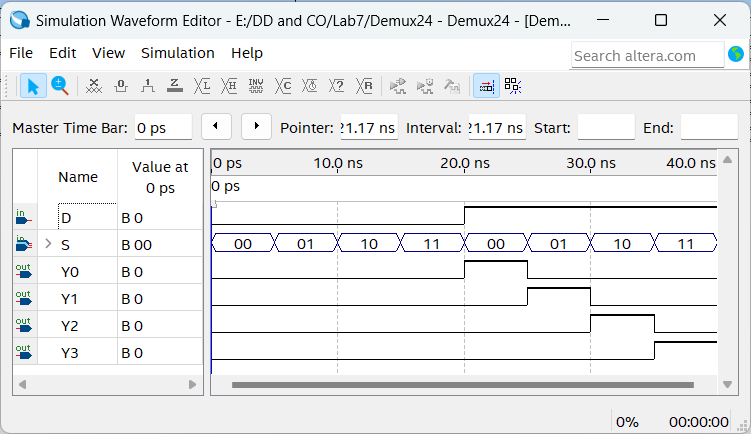 Simulation Waveform Editor - E:/DD and CO/Lab7/Demux24 - Demux24 - [Dem...
File Edit View Simulation Help
Search altera.com
Master Time Bar: 0 ps Pointer: 21.17 ns Interval: 21.17 ns Start: End:
Name Value at 0 ps
0 ps 10.0 ns 20.0 ns 30.0 ns 40.0 ns
0 ps
in D B 0
in S B 00 00 01 10 11 00 01 10 11
out Y0 B 0
out Y1 B 0
out Y2 B 0
out Y3 B 0
0% 00:00:00